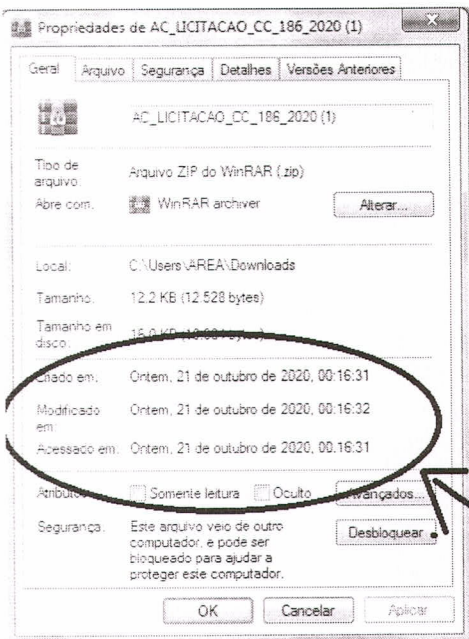 Propriedades de AC_LICITACAO_CC_186_2020 (1)
Geral Arquivo Segurança Detalhes Versões Anteriores
AC_LICITACAO_CC_186_2020 (1)
Tipo de arquivo: Arquivo ZIP do WinRAR (.zip)
Abre com: WinRAR archiver Alterar...
Local: C:\Users\AREA\Downloads
Tamanho: 12,2 KB (12.528 bytes)
Tamanho em disco: 16,0 KB bytes)
Criado em: Ontem, 21 de outubro de 2020, 00:16:31
Modificado em: Ontem, 21 de outubro de 2020, 00:16:32
Acessado em: Ontem, 21 de outubro de 2020, 00:16:31
Atributos: Somente leitura Oculto Avançados...
Segurança: Este arquivo veio de outro
computador, e pode ser
bloqueado para ajudar a
proteger este computador.
Desbloquear
OK Cancelar Aplicar